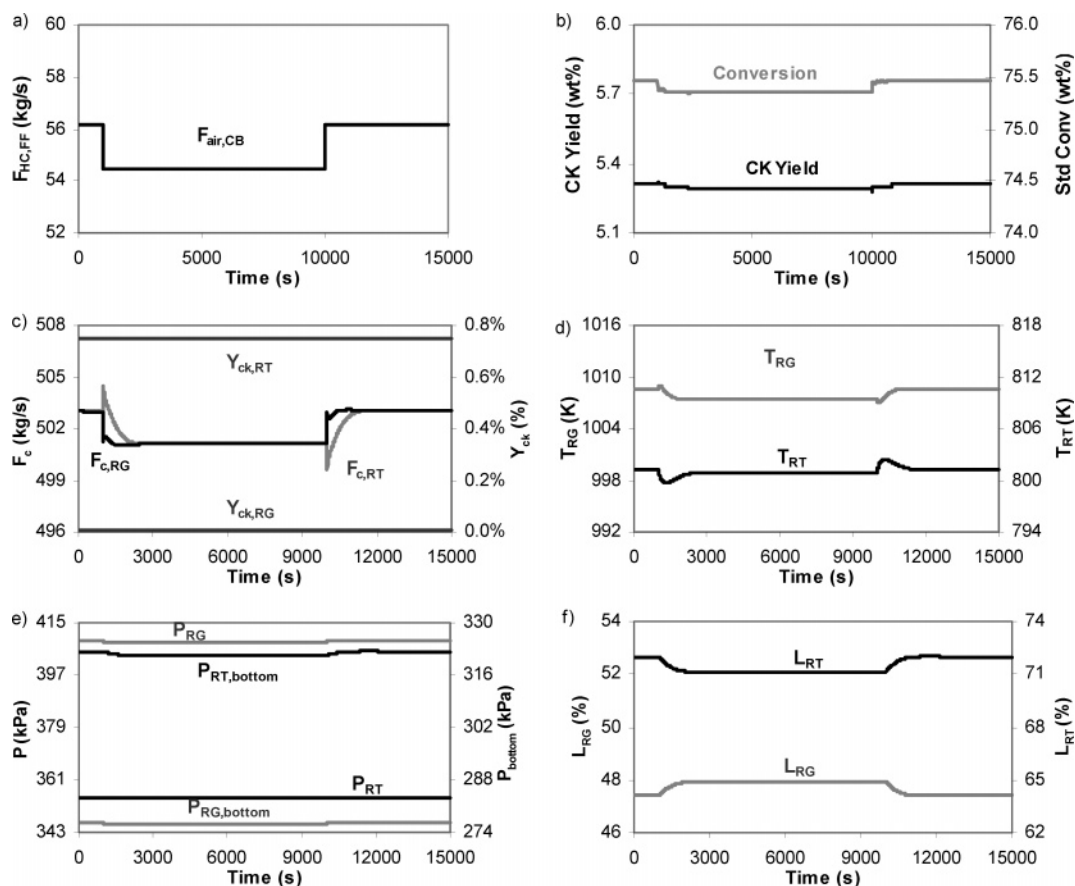 a)
60
58
56
54
52
F_HC,FF (kg/s)
F_air,CB
0
5000
10000
15000
Time (s)
b)
6.0
5.7
5.4
5.1
CK Yield (wt%)
Conversion
CK Yield
76.0
75.5
75.0
74.5
74.0
Std Conv (wt%)
0
5000
10000
15000
Time (s)
c)
508
505
502
499
496
F_c (kg/s)
Y_ck,RT
F_c,RG
F_c,RT
Y_ck,RG
0.8%
0.6%
0.4%
0.2%
0.0%
Y_ck (%)
0
3000
6000
9000
12000
15000
Time (s)
d)
1016
1010
1004
998
992
T_RG (K)
T_RG
T_RT
818
812
806
800
794
T_RT (K)
0
3000
6000
9000
12000
15000
Time (s)
e)
415
397
379
361
343
P (kPa)
P_RG
P_RT,bottom
P_RT
P_RG,bottom
330
316
302
288
274
P_bottom (kPa)
0
3000
6000
9000
12000
15000
Time (s)
f)
54
52
50
48
46
L_RG (%)
L_RT
L_RG
74
71
68
65
62
L_RT (%)
0
3000
6000
9000
12000
15000
Time (s)